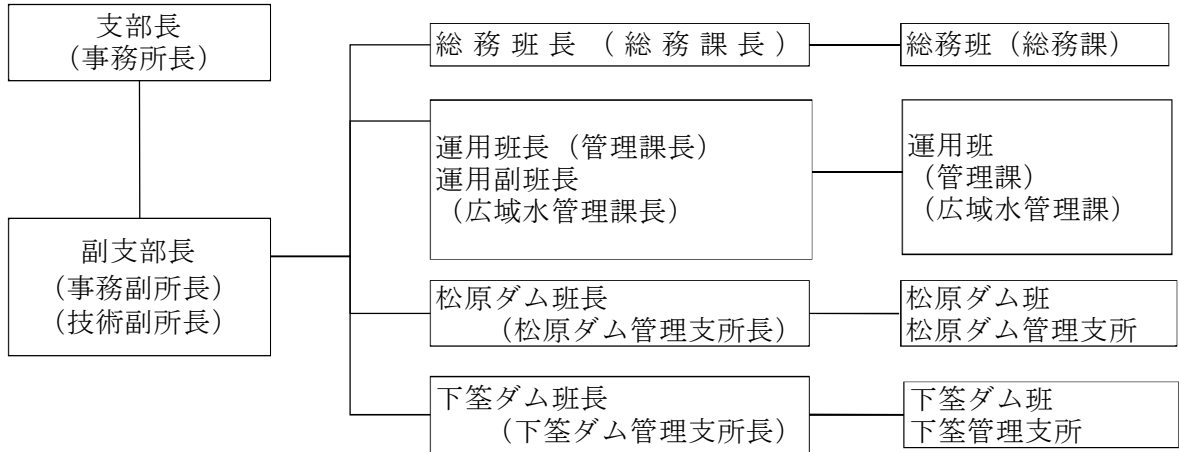 支部長
（事務所長）
副支部長
（事務副所長）
（技術副所長）
総務班長（総務課長）
総務班（総務課）
運用班長（管理課長）
運用副班長
（広域水管理課長）
運用班
（管理課）
（広域水管理課）
松原ダム班長
（松原ダム管理支所長）
松原ダム班
松原ダム管理支所
下筌ダム班長
（下筌ダム管理支所長）
下筌ダム班
下筌管理支所